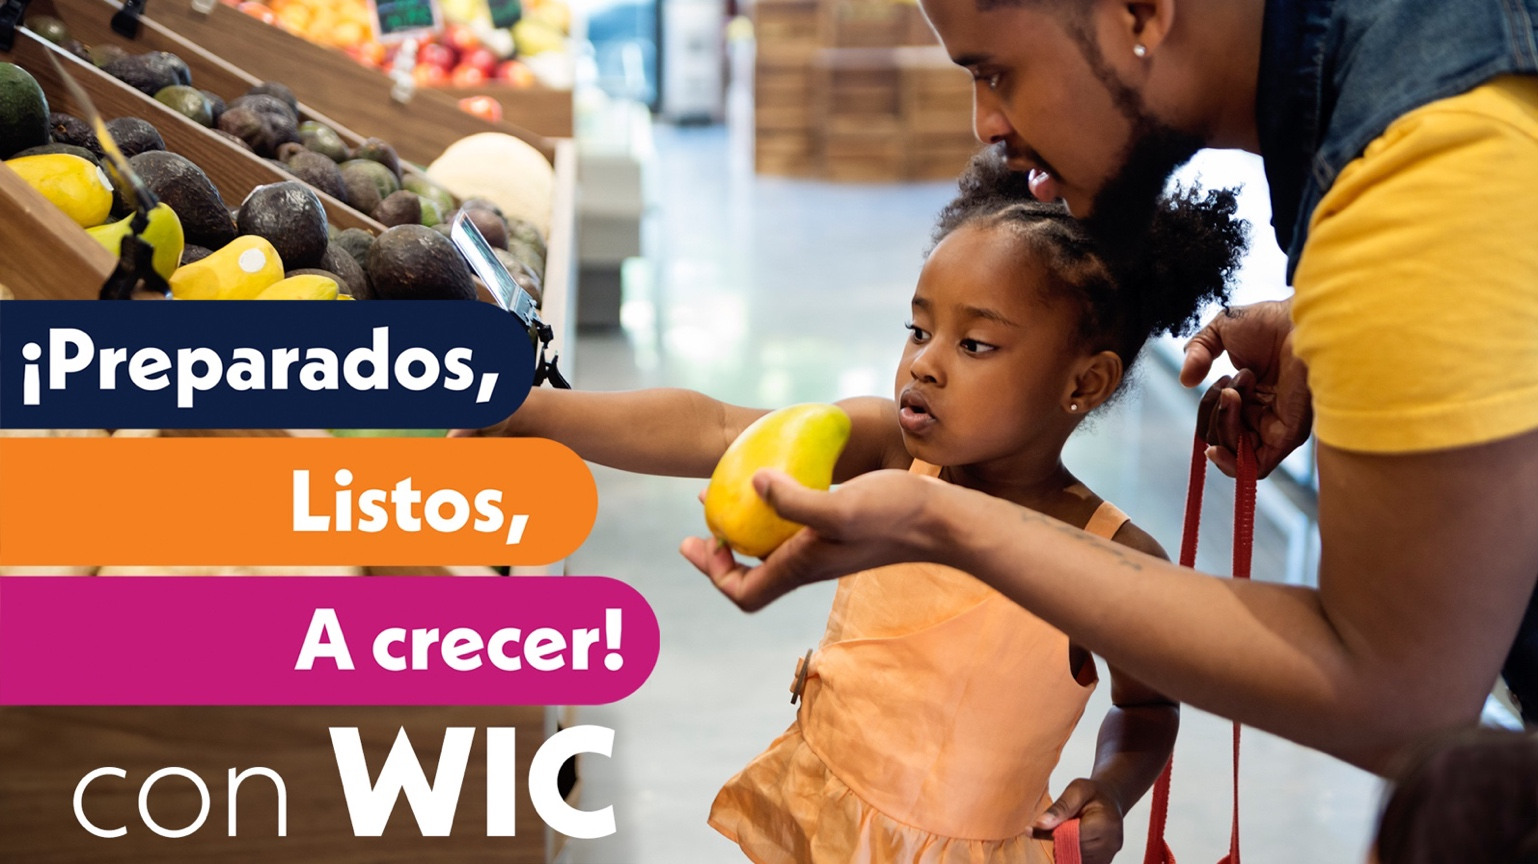 ¡Preparados,
Listos,
A crecer!
con WIC